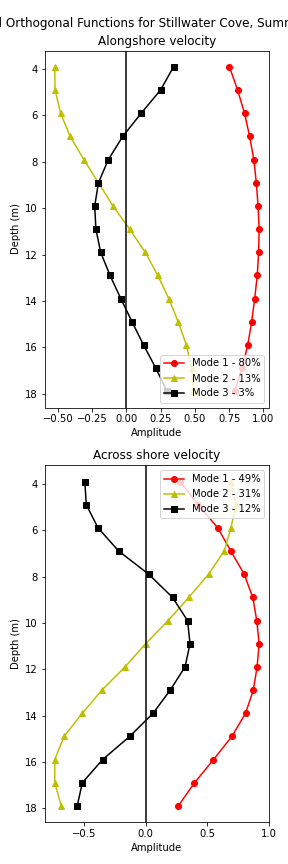 Orthogonal Functions for Stillwater Cove,
Alongshore velocity
4
6
8
10
12
14
16
18
Depth (m)
Mode 1 - 80%
Mode 2 - 13%
Mode 3 - 3%
−0.50 −0.25 0.00 0.25 0.50 0.75 1.00
Amplitude
Across shore velocity
Mode 1 - 49%
Mode 2 - 31%
Mode 3 - 12%
4
6
8
10
12
14
16
18
Depth (m)
−0.5 0.0 0.5 1.0
Amplitude